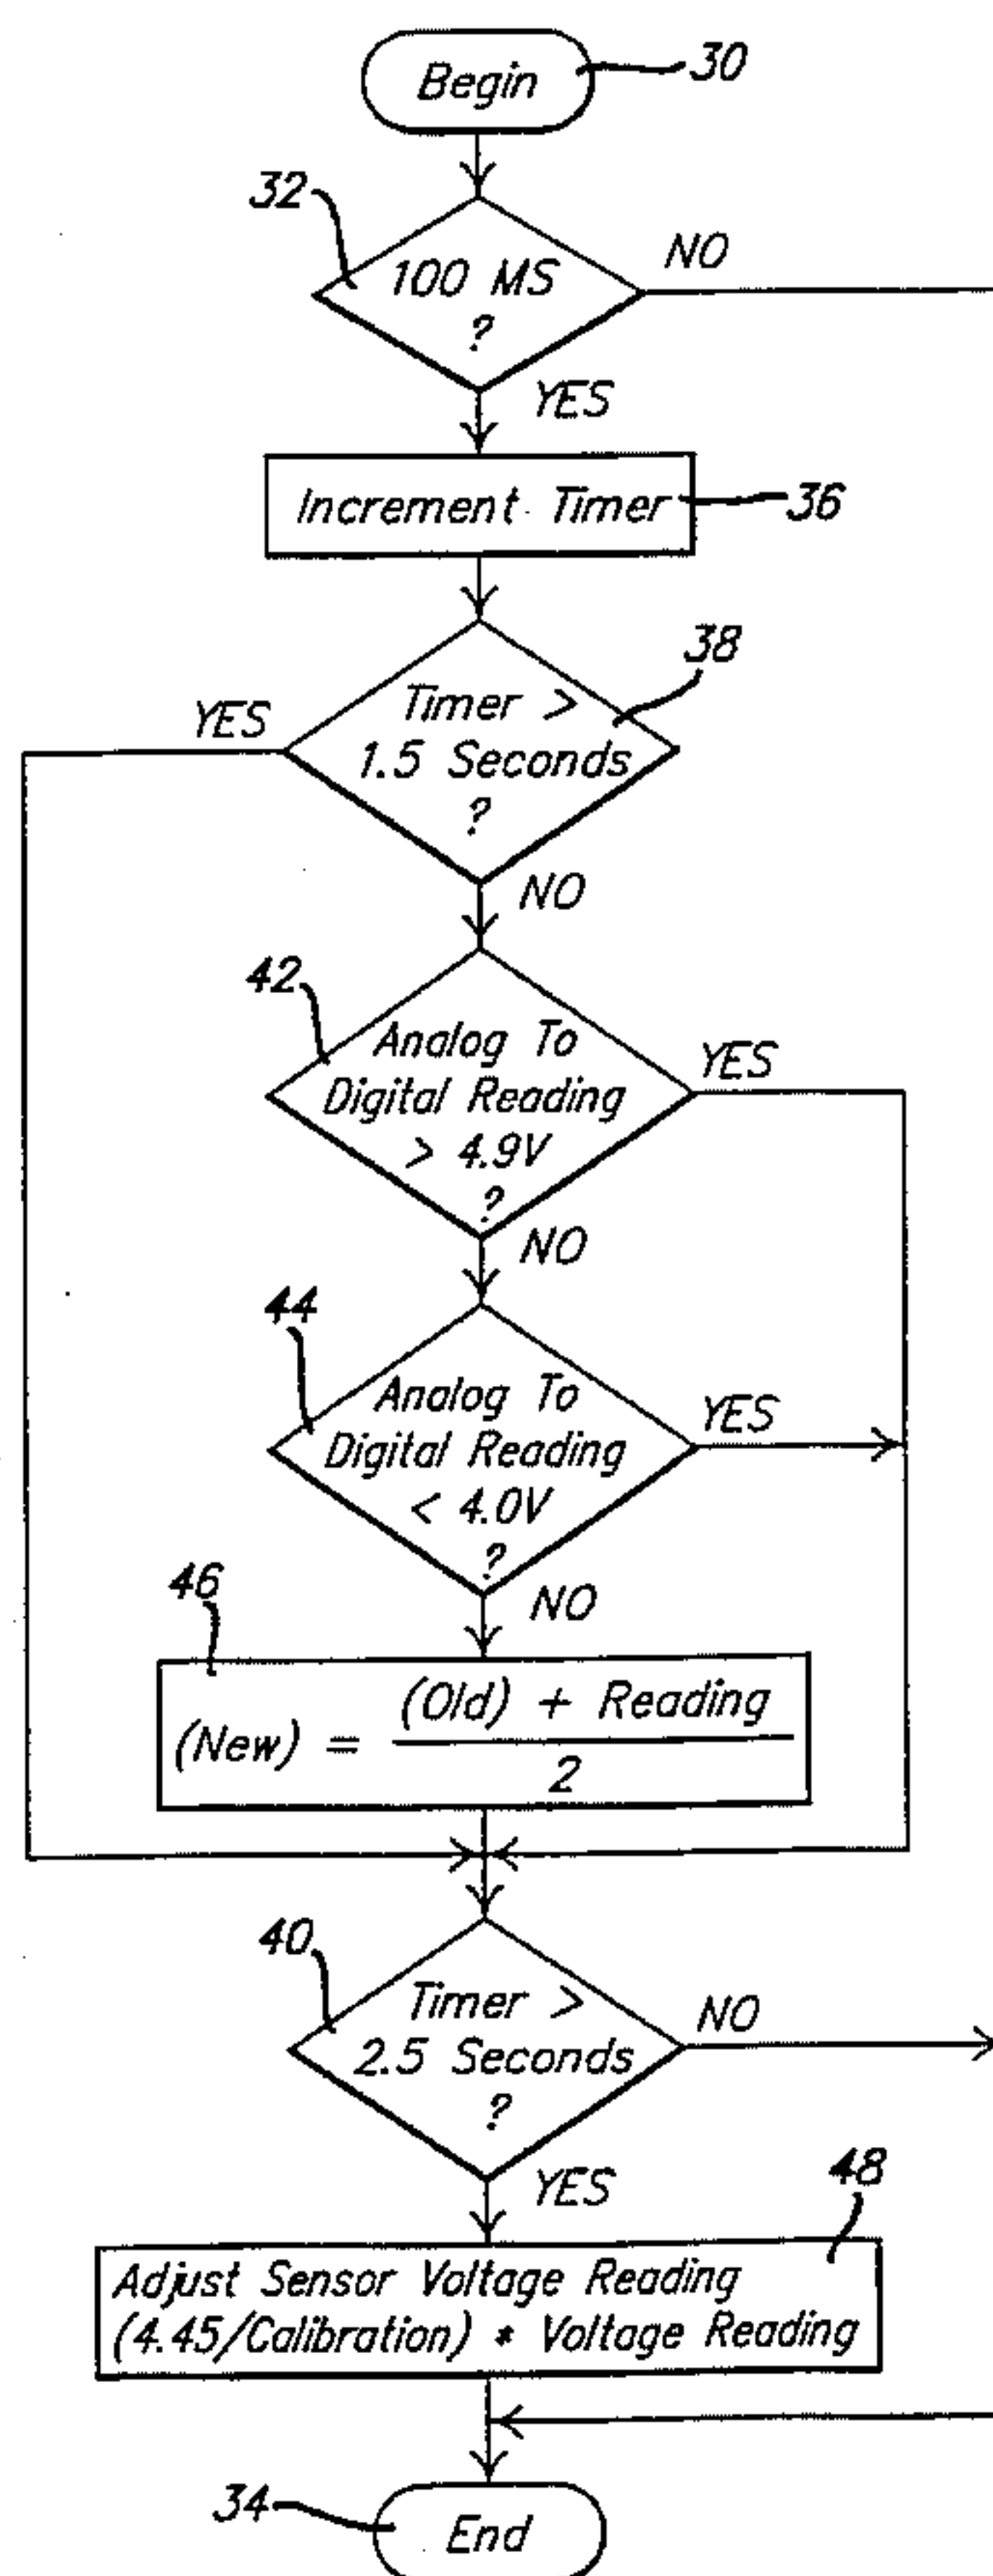 Begin
30
32
100 MS
?
NO
YES
Increment Timer
36
38
YES
Timer >
1.5 Seconds
?
NO
42
Analog To
Digital Reading
> 4.9V
?
YES
NO
44
Analog To
Digital Reading
< 4.0V
?
YES
NO
46
(New) = (Old) + Reading
2
40
Timer >
2.5 Seconds
?
NO
YES
48
Adjust Sensor Voltage Reading
(4.45/Calibration) * Voltage Reading
34
End